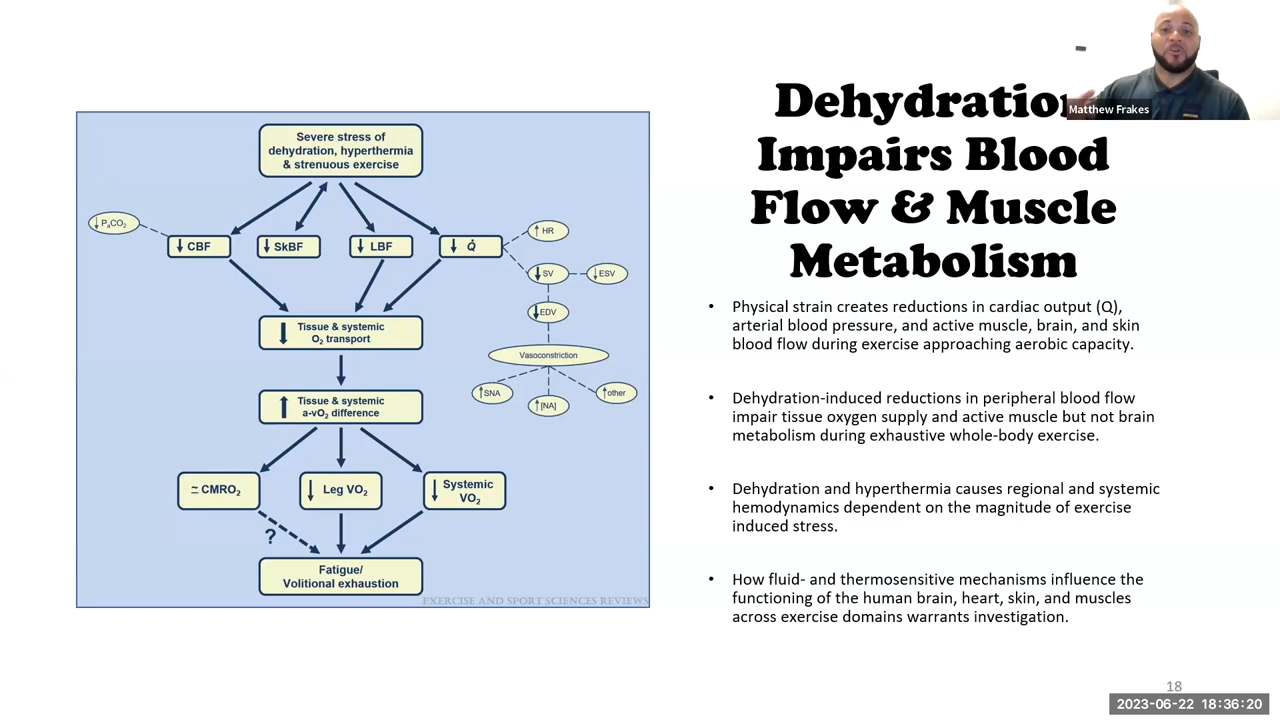 Severe stress of
dehydration, hyperthermia
& strenuous exercise
↓ PaCO2
↓ CBF
↓ SkBF
↓ LBF
↓ Q̇
↑ HR
↓ SV
↓ ESV
↓ EDV
Vasoconstriction
↑ SNA
↑ [NA]
↑ other
↓ Tissue & systemic
O2 transport
↑ Tissue & systemic
a-vO2 difference
≃ CMRO2
↓ Leg VO2
↓ Systemic
VO2
?
Fatigue/
Volitional exhaustion
EXERCISE AND SPORT SCIENCES REVIEWS
Dehydration
Impairs Blood
Flow & Muscle
Metabolism
Matthew Frakes
• Physical strain creates reductions in cardiac output (Q),
arterial blood pressure, and active muscle, brain, and skin
blood flow during exercise approaching aerobic capacity.
• Dehydration-induced reductions in peripheral blood flow
impair tissue oxygen supply and active muscle but not brain
metabolism during exhaustive whole-body exercise.
• Dehydration and hyperthermia causes regional and systemic
hemodynamics dependent on the magnitude of exercise
induced stress.
• How fluid- and thermosensitive mechanisms influence the
functioning of the human brain, heart, skin, and muscles
across exercise domains warrants investigation.
18
2023-06-22 18:36:20